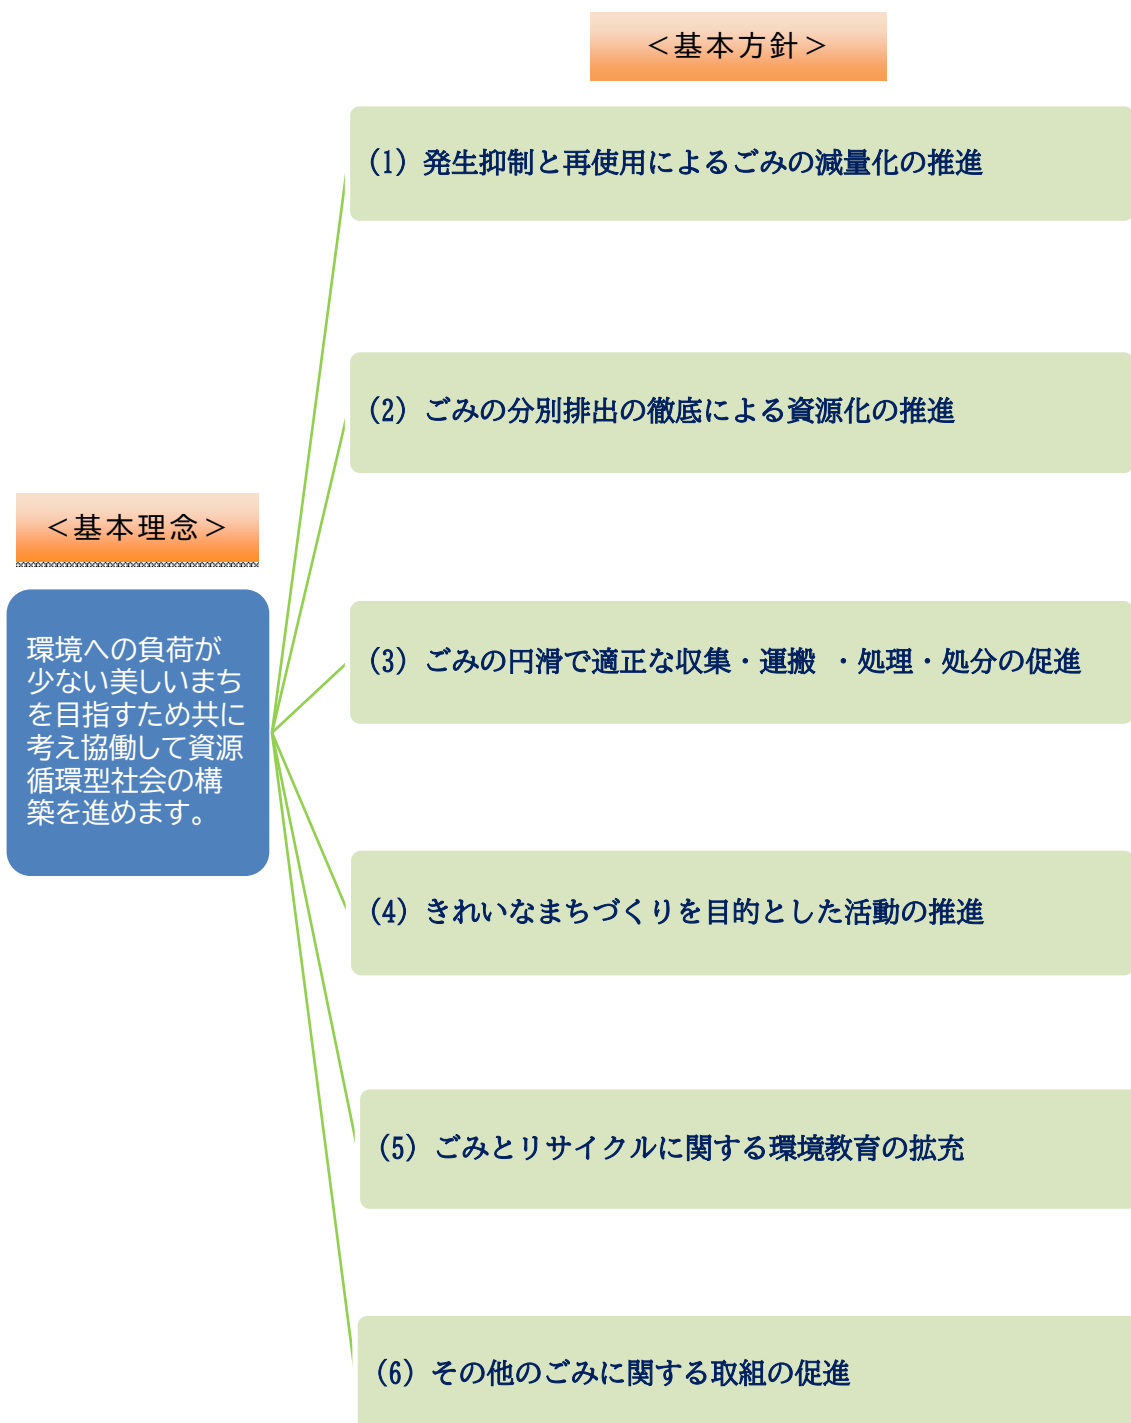 ＜基本方針＞
(1) 発生抑制と再使用によるごみの減量化の推進
(2) ごみの分別排出の徹底による資源化の推進
＜基本理念＞
環境への負荷が
少ない美しいまち
を目指すため共に
考え協働して資源
循環型社会の構
築を進めます。
(3) ごみの円滑で適正な収集・運搬 ・処理・処分の促進
(4) きれいなまちづくりを目的とした活動の推進
(5) ごみとリサイクルに関する環境教育の拡充
(6) その他のごみに関する取組の促進